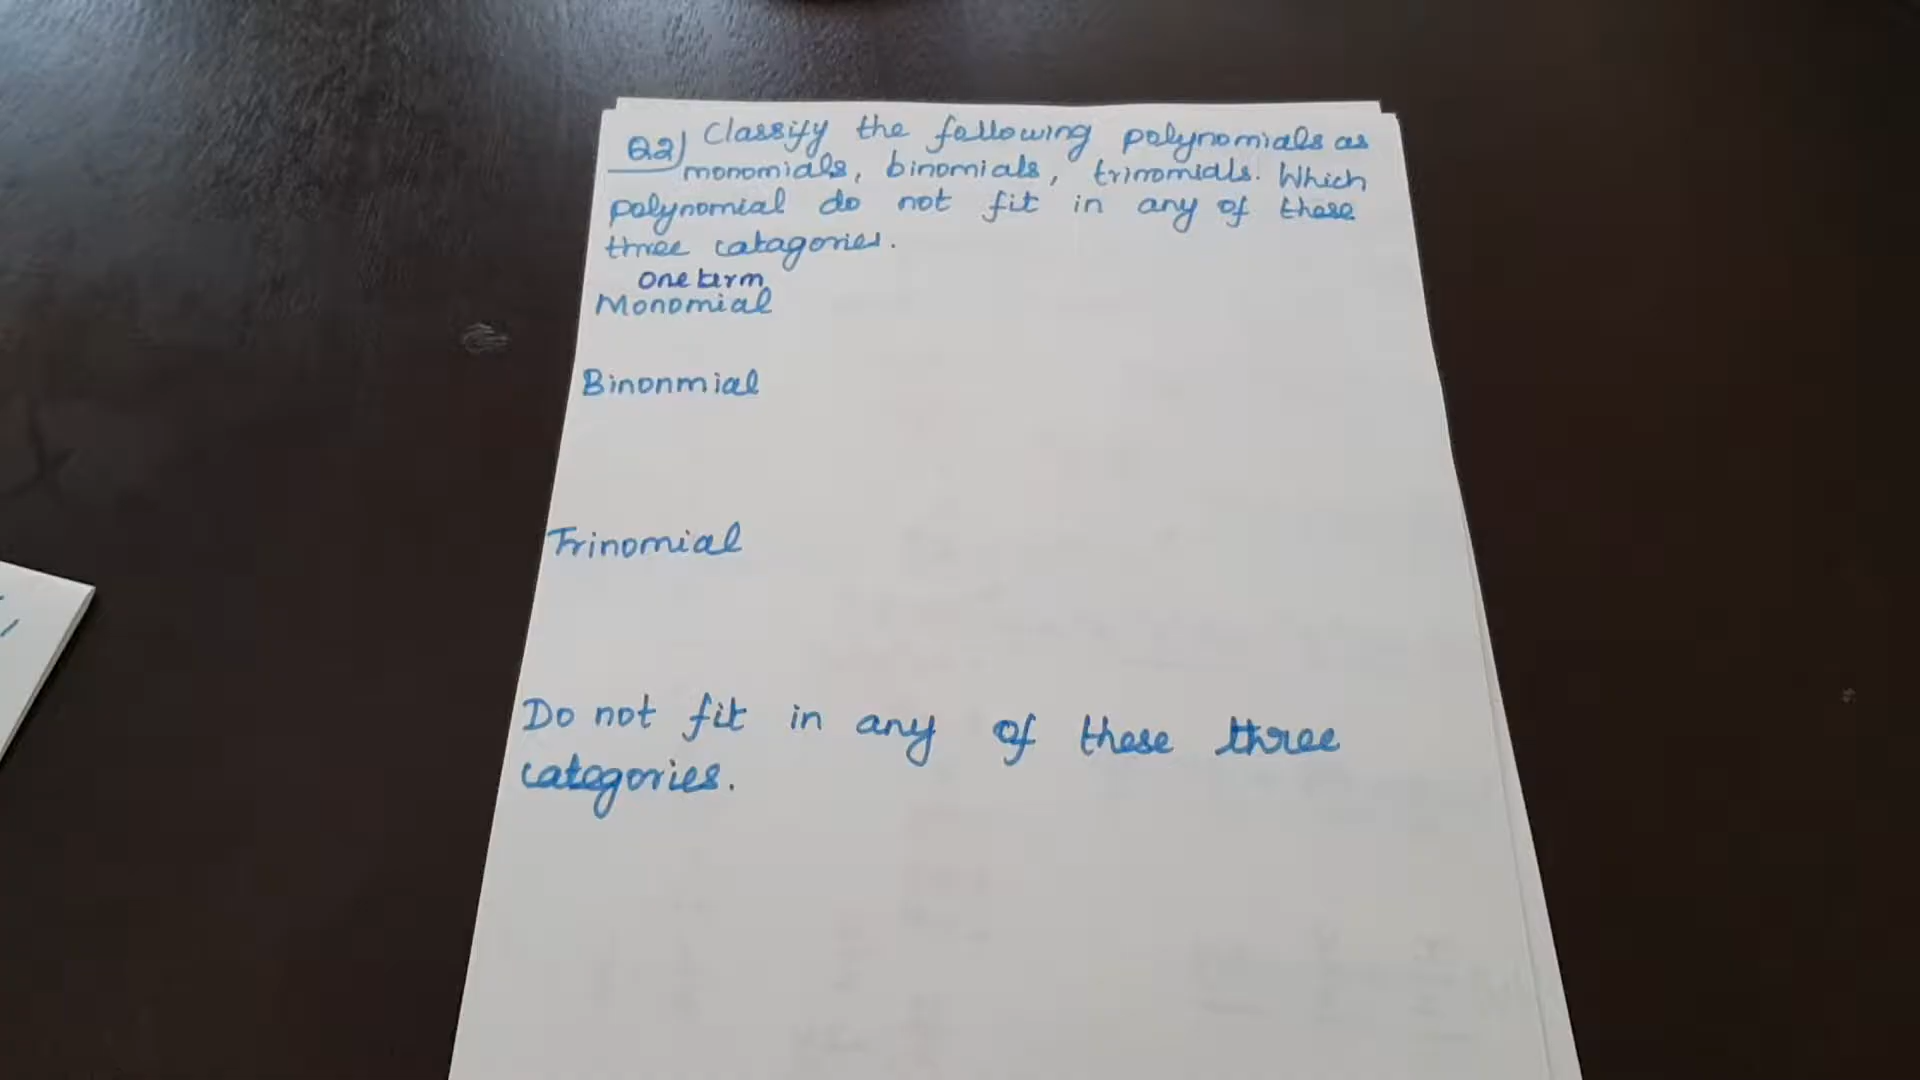 Q2) Classify the following polynomials as
monomials, binomials, trinomials. Which
polynomial do not fit in any of these
three catagories.
One term
Monomial
Binonmial
Trinomial
Do not fit in any of these three
categories.